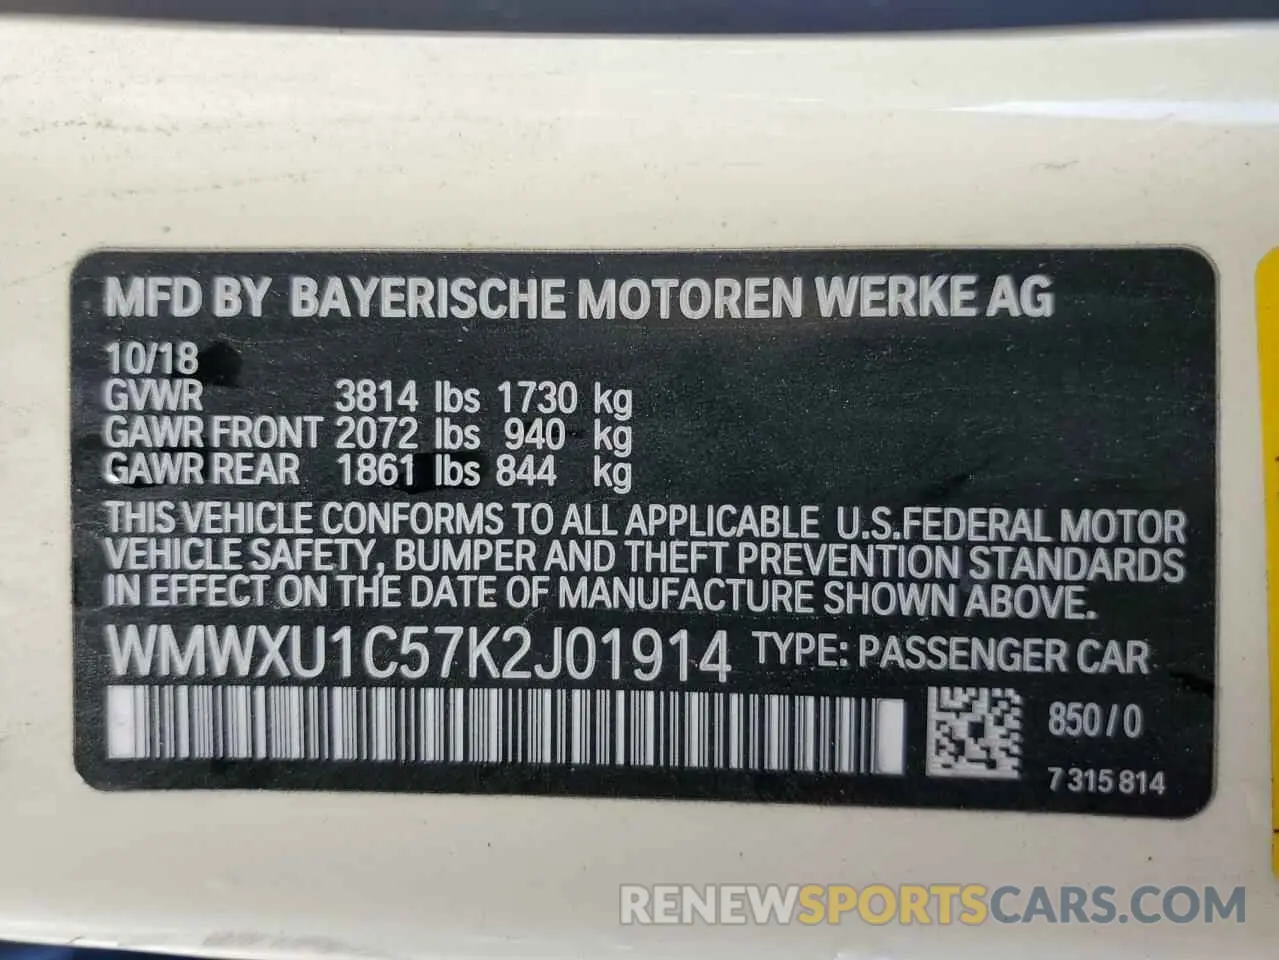 MFD BY BAYERISCHE MOTOREN WERKE AG
10/18
GVWR 3814 lbs 1730 kg
GAWR FRONT 2072 lbs 940 kg
GAWR REAR 1861 lbs 844 kg
THIS VEHICLE CONFORMS TO ALL APPLICABLE U.S.FEDERAL MOTOR
VEHICLE SAFETY, BUMPER AND THEFT PREVENTION STANDARDS
IN EFFECT ON THE DATE OF MANUFACTURE SHOWN ABOVE.
WMWXU1C57K2J01914 TYPE: PASSENGER CAR
850/0
7 315 814
RENEWSPORTSCARS.COM